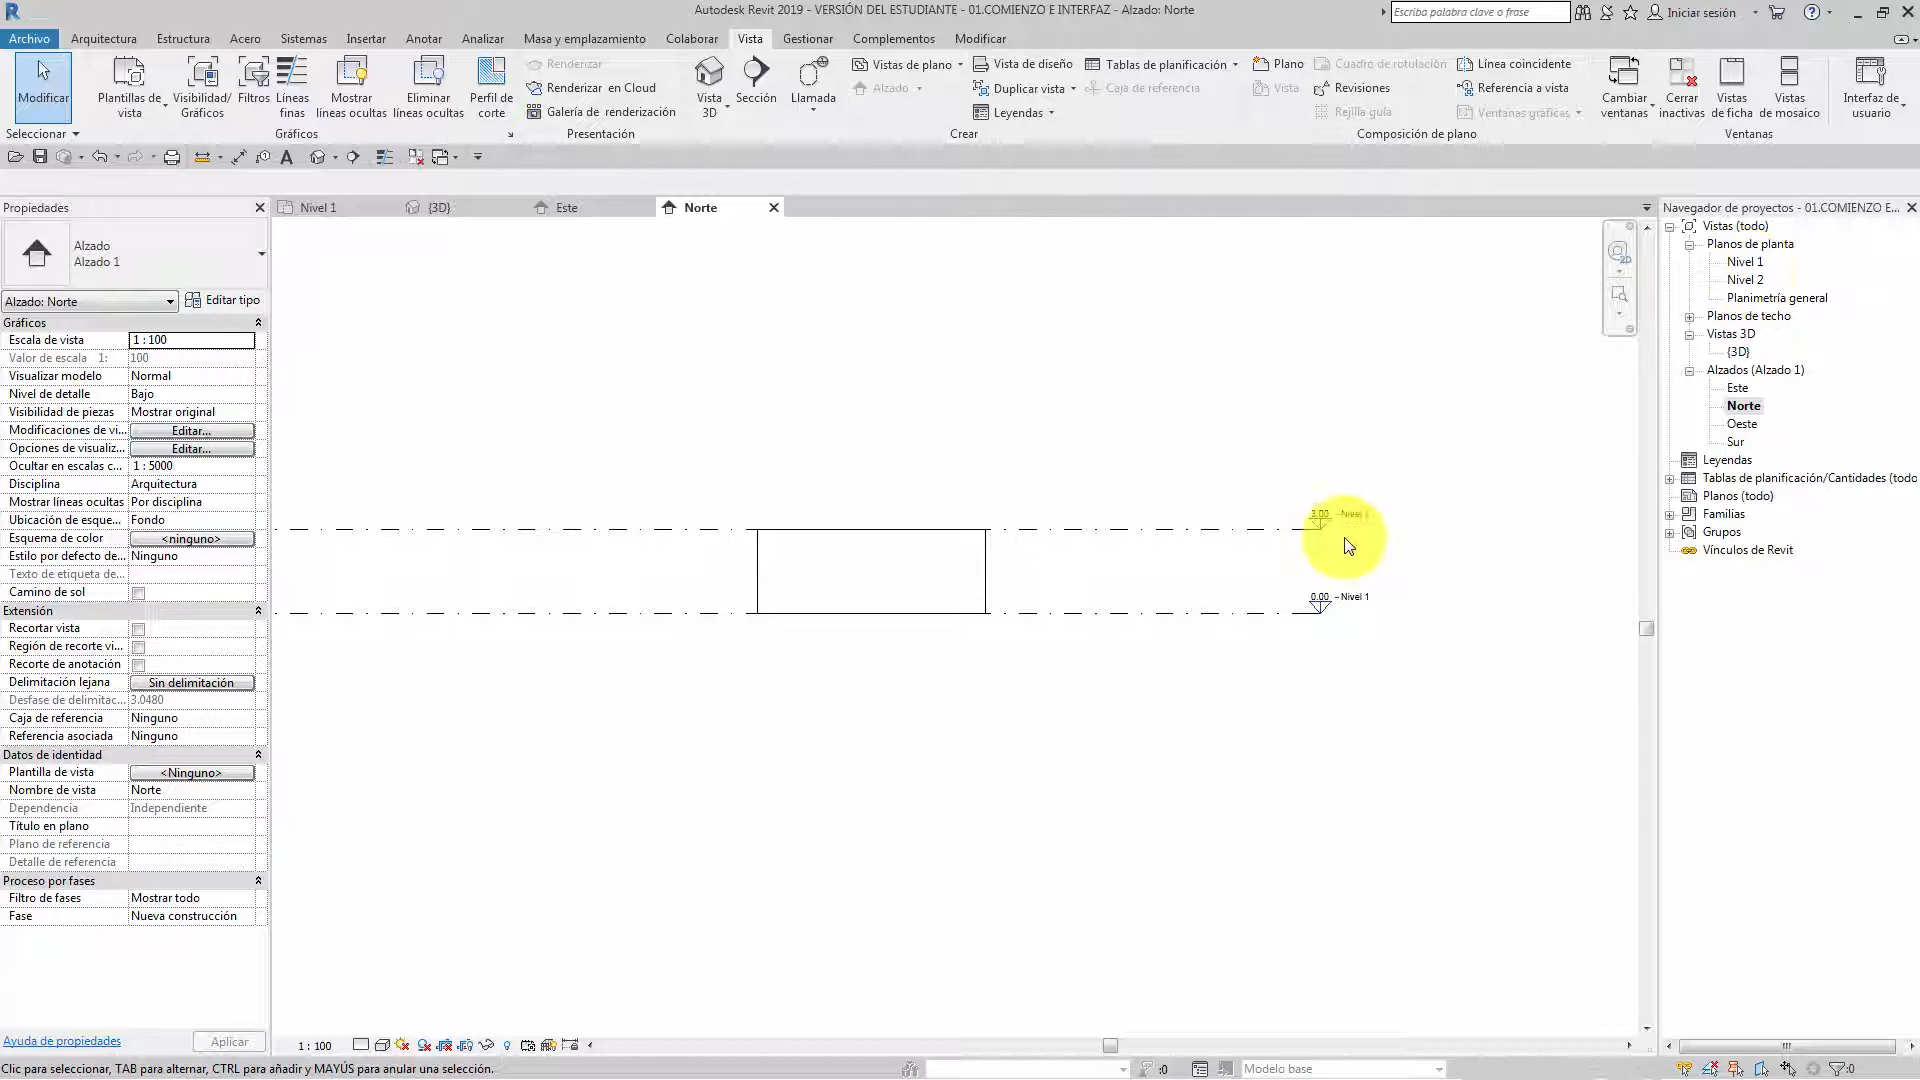 Autodesk Revit 2019 - VERSIÓN DEL ESTUDIANTE - 01.COMIENZO E INTERFAZ - Alzado: Norte
Escriba palabra clave o frase
Iniciar sesión
Archivo Arquitectura Estructura Acero Sistemas Insertar Anotar Analizar Masa y emplazamiento Colaborar Vista Gestionar Complementos Modificar
Modificar
Seleccionar
Plantillas de vista
Visibilidad/ Gráficos
Filtros
Líneas finas
Mostrar líneas ocultas
Eliminar líneas ocultas
Perfil de corte
Gráficos
Renderizar
Renderizar en Cloud
Galería de renderización
Presentación
Vista 3D
Sección
Llamada
Vistas de plano
Alzado
Vista de diseño
Duplicar vista
Leyendas
Tablas de planificación
Caja de referencia
Crear
Plano
Vista
Cuadro de rotulación
Revisiones
Rejilla guía
Línea coincidente
Referencia a vista
Ventanas gráficas
Composición de plano
Cambiar ventanas
Cerrar inactivas
Vistas de ficha
Vistas de mosaico
Ventanas
Interfaz de usuario
Propiedades
Alzado
Alzado 1
Alzado: Norte
Editar tipo
Gráficos
Escala de vista 1 : 100
Valor de escala 1: 100
Visualizar modelo Normal
Nivel de detalle Bajo
Visibilidad de piezas Mostrar original
Modificaciones de vi... Editar...
Opciones de visualiz... Editar...
Ocultar en escalas c... 1 : 5000
Disciplina Arquitectura
Mostrar líneas ocultas Por disciplina
Ubicación de esque... Fondo
Esquema de color <ninguno>
Estilo por defecto de... Ninguno
Texto de etiqueta de...
Camino de sol
Extensión
Recortar vista
Región de recorte vi...
Recorte de anotación
Delimitación lejana Sin delimitación
Desfase de delimitac... 3.0480
Caja de referencia Ninguno
Referencia asociada Ninguno
Datos de identidad
Plantilla de vista <Ninguno>
Nombre de vista Norte
Dependencia Independiente
Título en plano
Plano de referencia
Detalle de referencia
Proceso por fases
Filtro de fases Mostrar todo
Fase Nueva construcción
Ayuda de propiedades
Aplicar
Nivel 1
{3D}
Este
Norte
2D
3.00 - Nivel
0.00 - Nivel 1
Navegador de proyectos - 01.COMIENZO E...
Vistas (todo)
Planos de planta
Nivel 1
Nivel 2
Planimetría general
Planos de techo
Vistas 3D
{3D}
Alzados (Alzado 1)
Este
Norte
Oeste
Sur
Leyendas
Tablas de planificación/Cantidades (todo
Planos (todo)
Familias
Grupos
Vínculos de Revit
1 : 100
Clic para seleccionar, TAB para alternar, CTRL para añadir y MAYÚS para anular una selección.
:0
Modelo base
:0